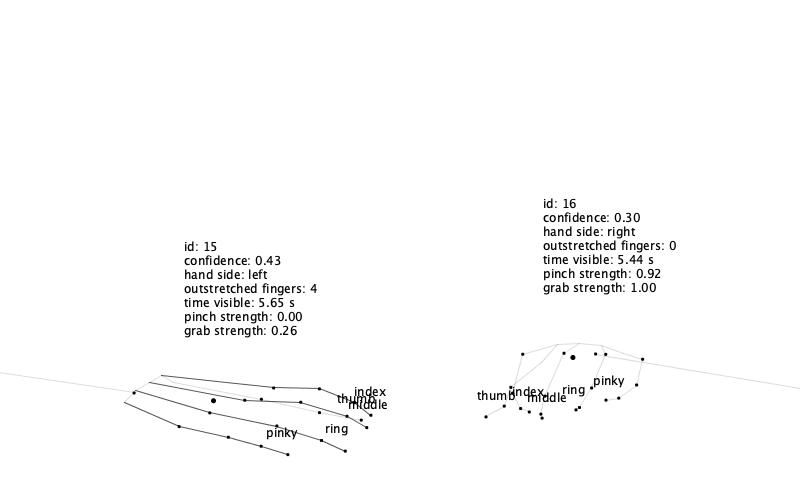 id: 15
confidence: 0.43
hand side: left
outstretched fingers: 4
time visible: 5.65 s
pinch strength: 0.00
grab strength: 0.26
index
thumb
middle
ring
pinky
id: 16
confidence: 0.30
hand side: right
outstretched fingers: 0
time visible: 5.44 s
pinch strength: 0.92
grab strength: 1.00
pinky
ring
index
thumb
middle